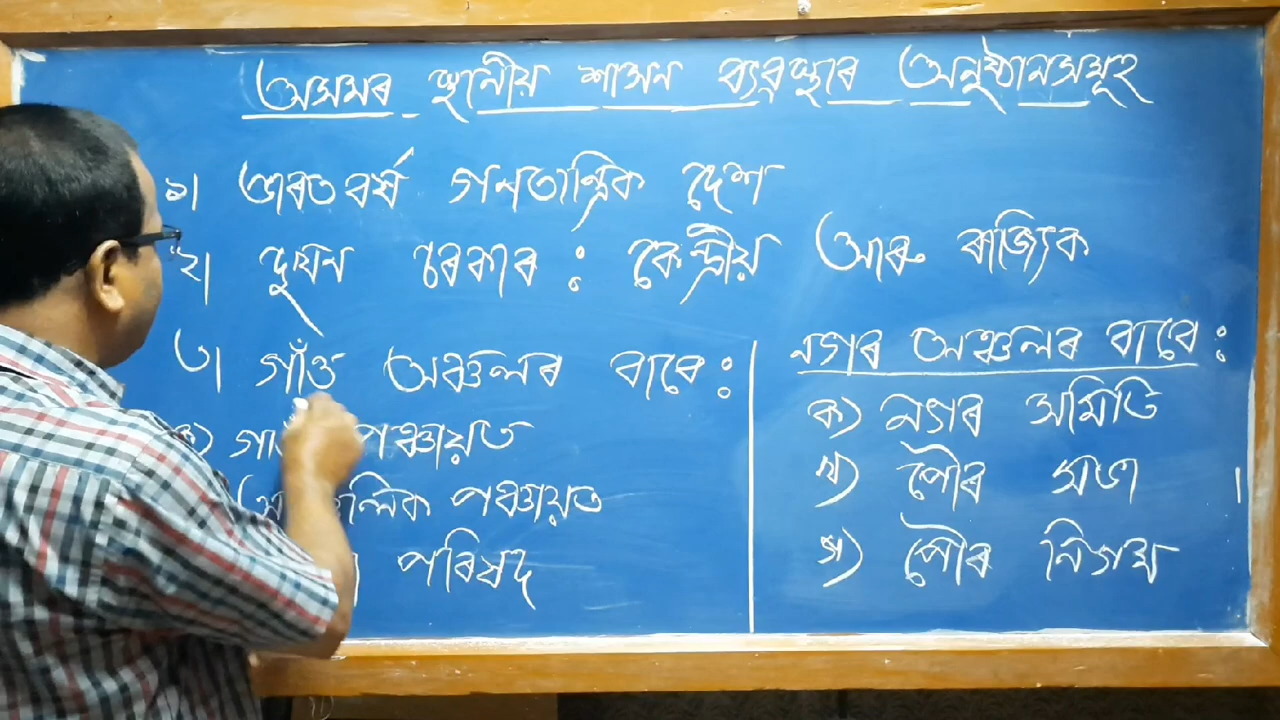 অসমৰ স্থানীয় শাসন ব্যৱস্থাৰ অনুষ্ঠানসমূহ
১। ভাৰতবৰ্ষ গনতান্ত্ৰিক দেশ
২। দুখন চৰকাৰ : কেন্দ্ৰীয় আৰু ৰাজ্যিক
৩। গাঁও অঞ্চলৰ বাবে :
পঞ্চায়ত
পঞ্চায়ত
পৰিষদ
নগৰ অঞ্চলৰ বাবে :
ক) নগৰ সমিতি
খ) পৌৰ সভা
গ) পৌৰ নিগম